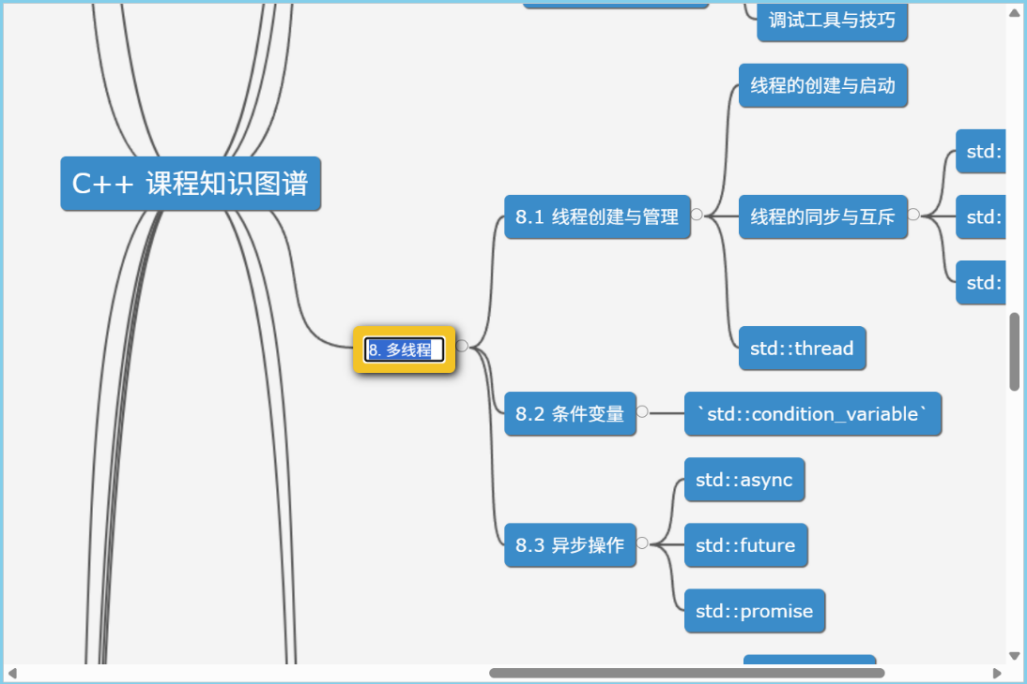 调试工具与技巧
线程的创建与启动
C++ 课程知识图谱
std:
8.1 线程创建与管理
线程的同步与互斥
std:
std:
8. 多线程
std::thread
8.2 条件变量
`std::condition_variable`
std::async
8.3 异步操作
std::future
std::promise